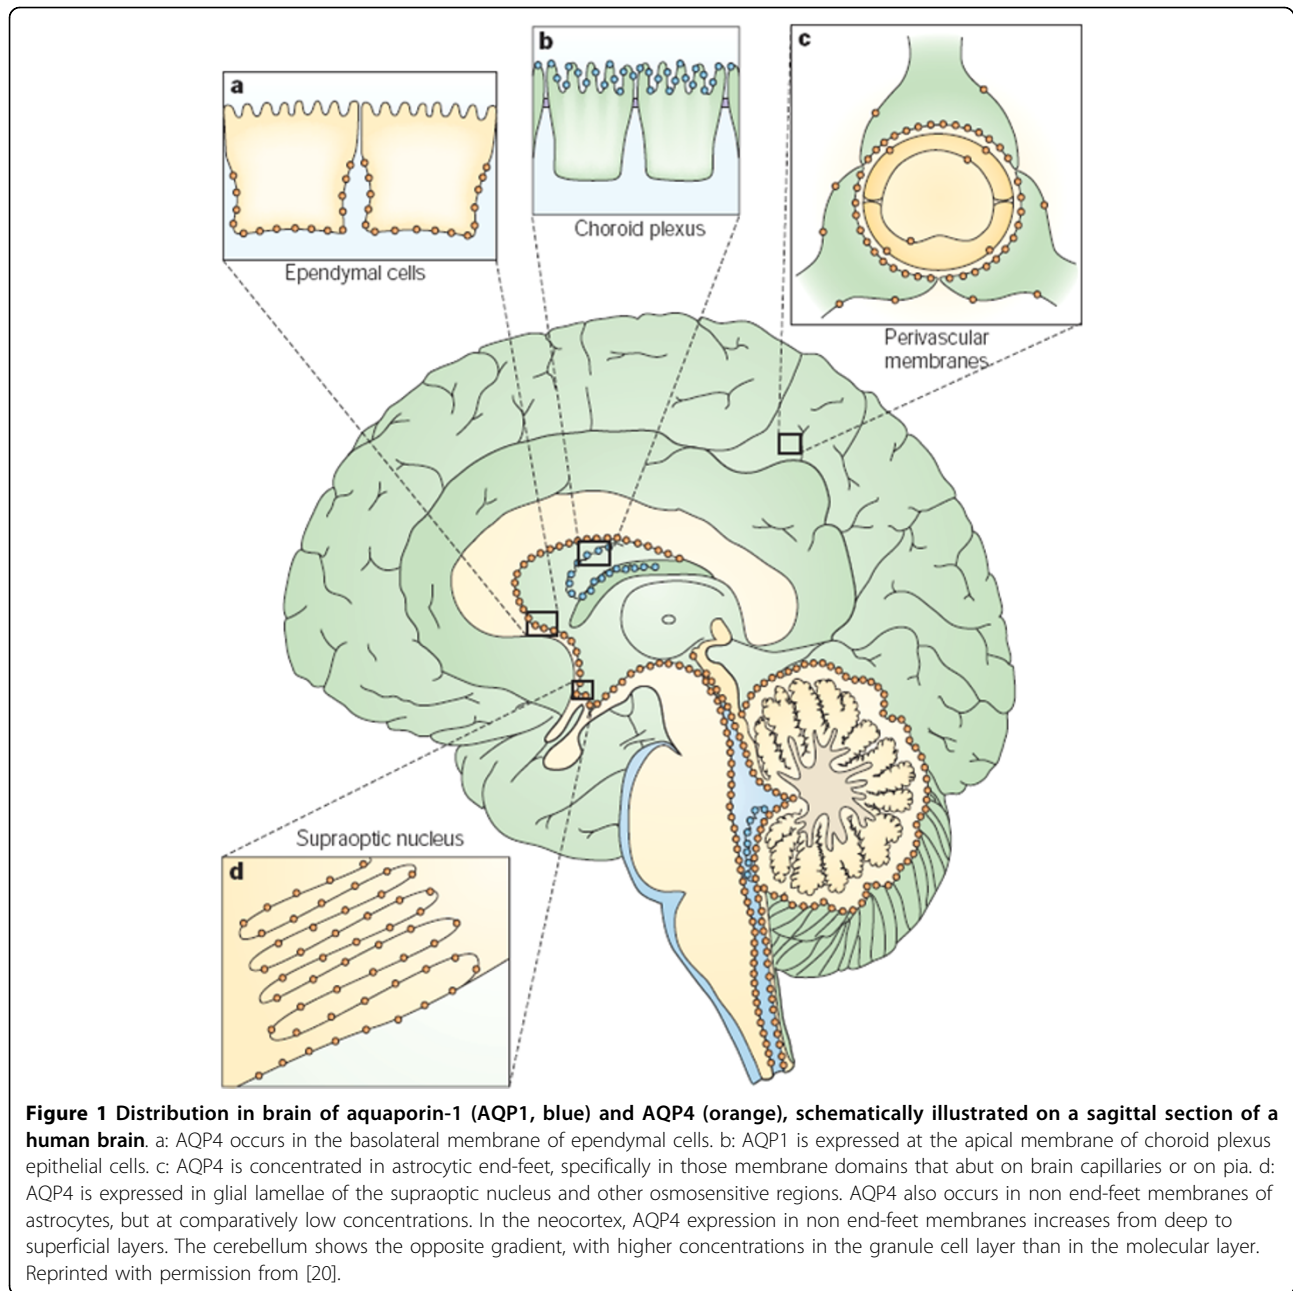 a
Ependymal cells
b
Choroid plexus
c
Perivascular
membranes
Supraoptic nucleus
d
Figure 1 Distribution in brain of aquaporin-1 (AQP1, blue) and AQP4 (orange), schematically illustrated on a sagittal section of a
human brain. a: AQP4 occurs in the basolateral membrane of ependymal cells. b: AQP1 is expressed at the apical membrane of choroid plexus
epithelial cells. c: AQP4 is concentrated in astrocytic end-feet, specifically in those membrane domains that abut on brain capillaries or on pia. d:
AQP4 is expressed in glial lamellae of the supraoptic nucleus and other osmosensitive regions. AQP4 also occurs in non end-feet membranes of
astrocytes, but at comparatively low concentrations. In the neocortex, AQP4 expression in non end-feet membranes increases from deep to
superficial layers. The cerebellum shows the opposite gradient, with higher concentrations in the granule cell layer than in the molecular layer.
Reprinted with permission from [20].